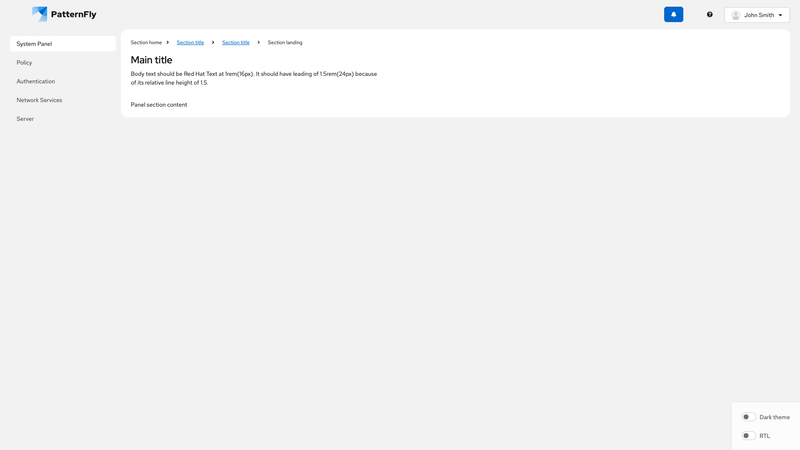 PatternFly
John Smith
System Panel
Policy
Authentication
Network Services
Server
Section home
Section title
Section title
Section landing
Main title
Body text should be Red Hat Text at 1rem(16px). It should have leading of 1.5rem(24px) because
of its relative line height of 1.5.
Panel section content
Dark theme
RTL